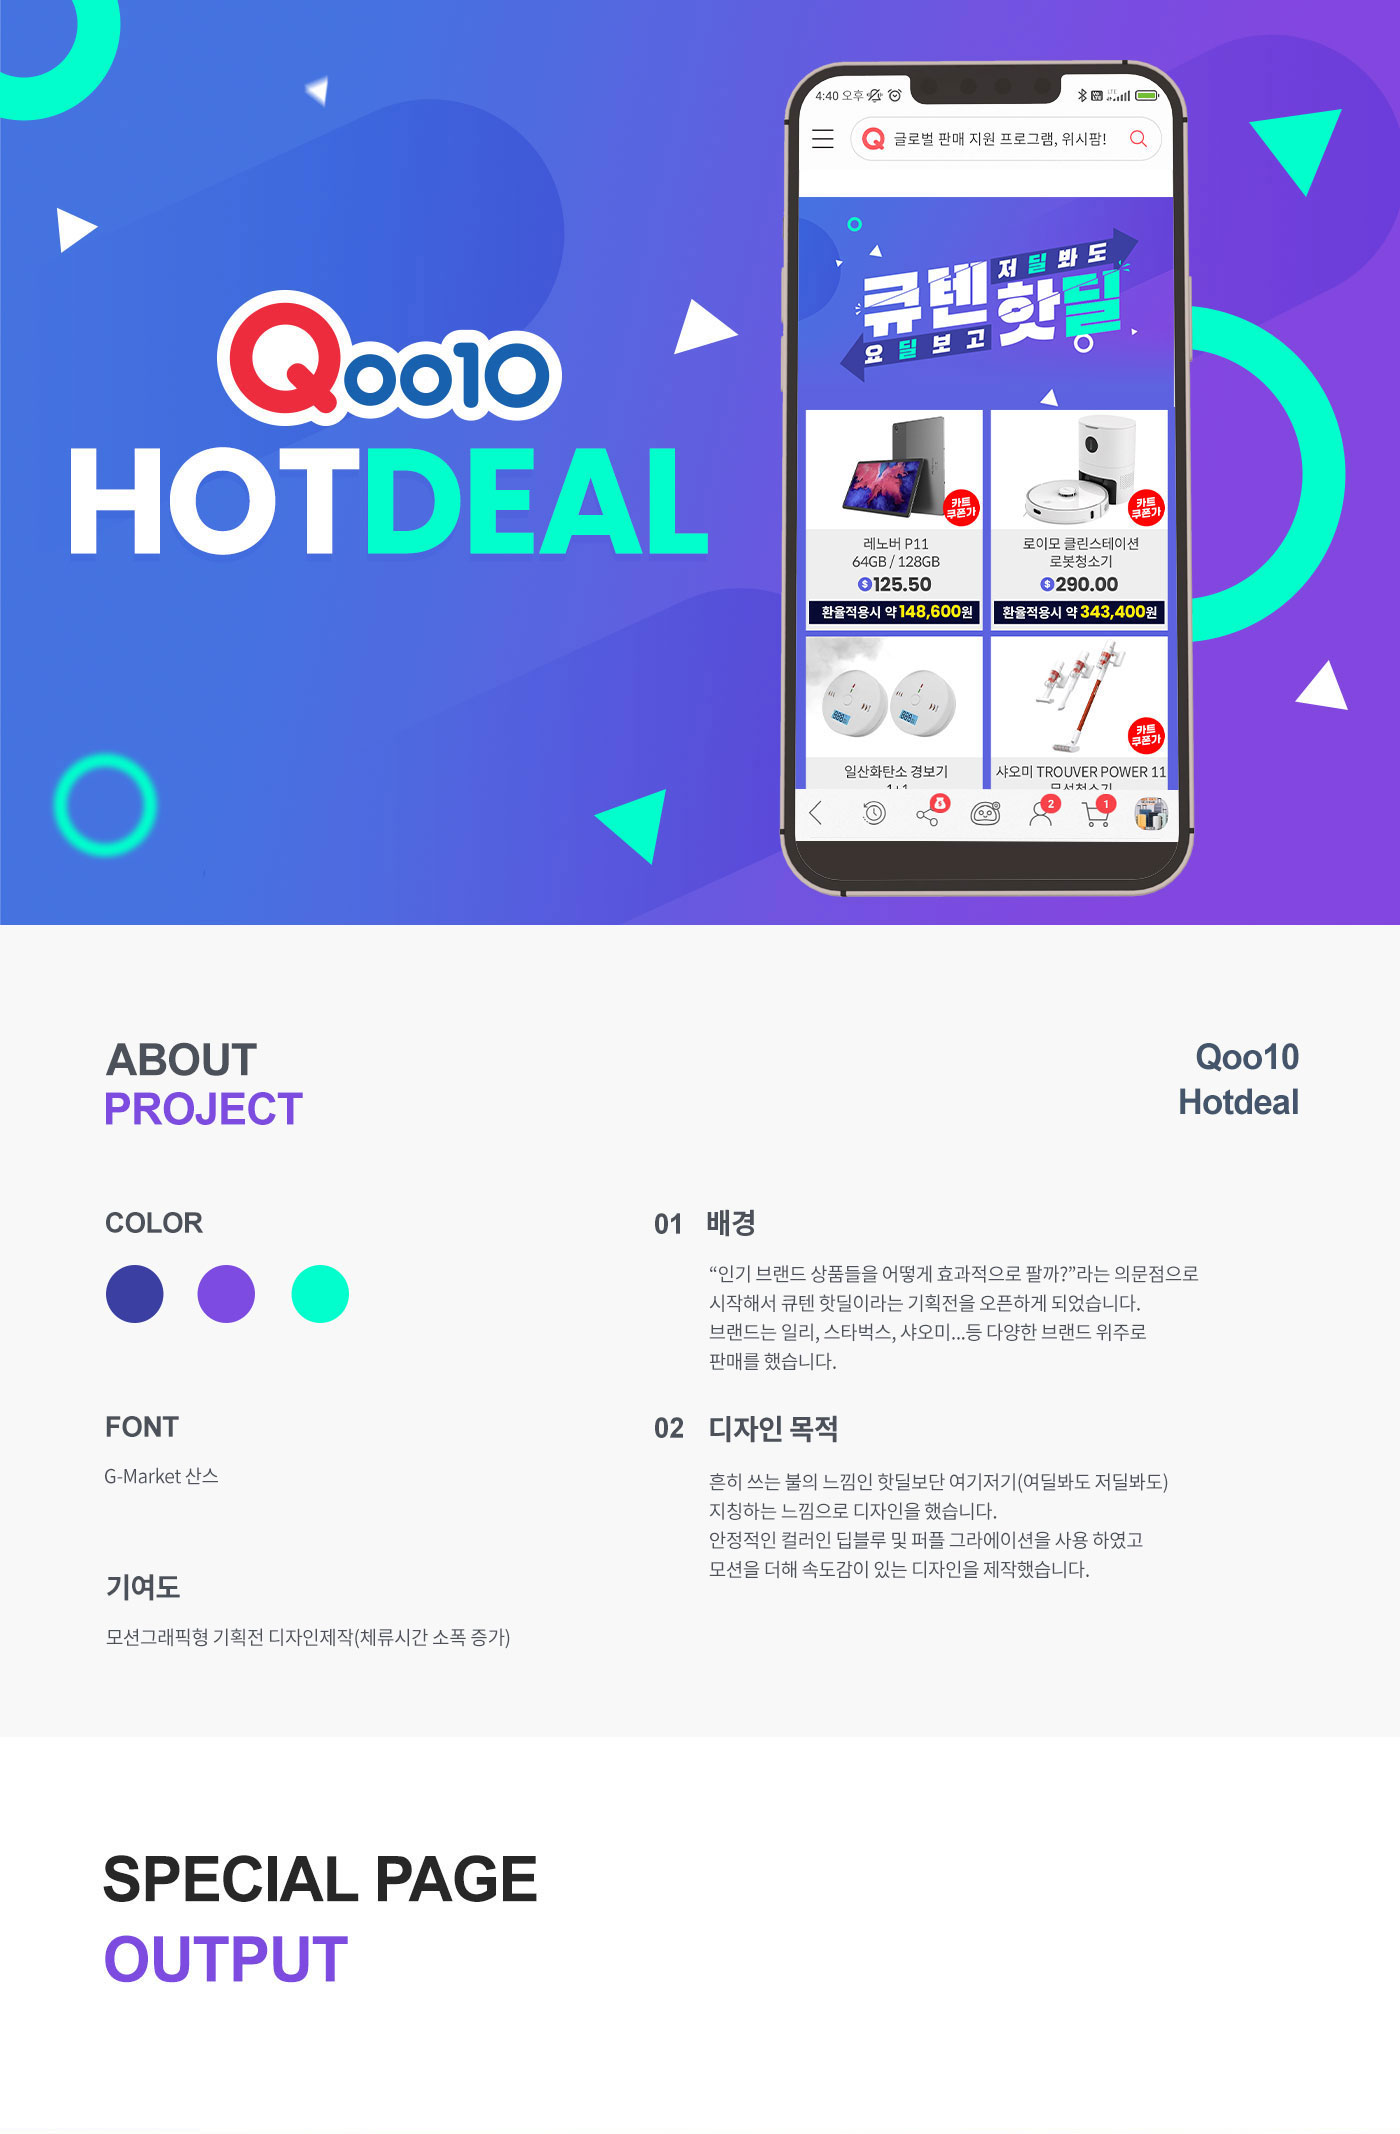 Qoo10
HOTDEAL
4:40 오후
글로벌 판매 지원 프로그램, 위시팜!
저 딜 봐 도
큐텐 핫딜
요 딜 보 고
카트
쿠폰가
레노버 P11
64GB / 128GB
$125.50
환율적용시 약 148,600원
카트
쿠폰가
로이모 클린스테이션
로봇청소기
$290.00
환율적용시 약 343,400원
일산화탄소 경보기
1+1
카트
쿠폰가
샤오미 TROUVER POWER 11
무선청소기
2
1
ABOUT
PROJECT
Qoo10
Hotdeal
COLOR
FONT
G-Market 산스
기여도
모션그래픽형 기획전 디자인제작(체류시간 소폭 증가)
01 배경
“인기 브랜드 상품들을 어떻게 효과적으로 팔까?”라는 의문점으로
시작해서 큐텐 핫딜이라는 기획전을 오픈하게 되었습니다.
브랜드는 일리, 스타벅스, 샤오미...등 다양한 브랜드 위주로
판매를 했습니다.
02 디자인 목적
흔히 쓰는 불의 느낌인 핫딜보단 여기저기(여딜봐도 저딜봐도)
지칭하는 느낌으로 디자인을 했습니다.
안정적인 컬러인 딥블루 및 퍼플 그라에이션을 사용 하였고
모션을 더해 속도감이 있는 디자인을 제작했습니다.
SPECIAL PAGE
OUTPUT